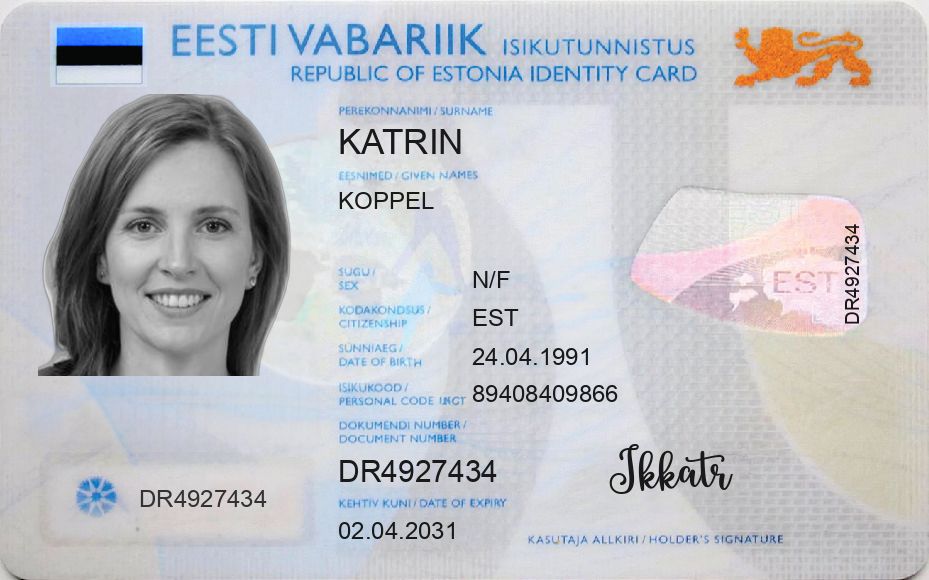 EESTI VABARIIK ISIKUTUNNISTUS
REPUBLIC OF ESTONIA IDENTITY CARD
PEREKONNANIMI / SURNAME
KATRIN
EESNIMED / GIVEN NAMES
KOPPEL
SUGU /
SEX
N/F
KODAKONDSUS /
CITIZENSHIP
EST
SÜNNIAEG /
DATE OF BIRTH
24.04.1991
ISIKUKOOD /
PERSONAL CODE
89408409866
DOKUMENDI NUMBER /
DOCUMENT NUMBER
DR4927434
KEHTIV KUNI / DATE OF EXPIRY
02.04.2031
DR4927434
EST
DR4927434
Jkkatr
KASUTAJA ALLKIRI / HOLDER'S SIGNATURE